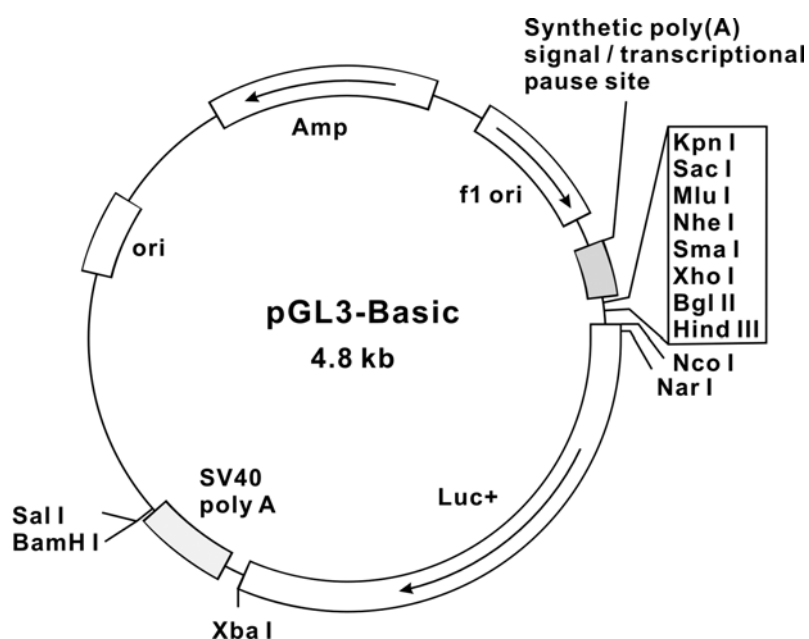 Synthetic poly(A)
signal / transcriptional
pause site
Amp
f1 ori
Kpn I
Sac I
Mlu I
Nhe I
Sma I
Xho I
Bgl II
Hind III
ori
pGL3-Basic
4.8 kb
Nco I
Nar I
SV40
poly A
Luc+
Sal I
BamH I
Xba I